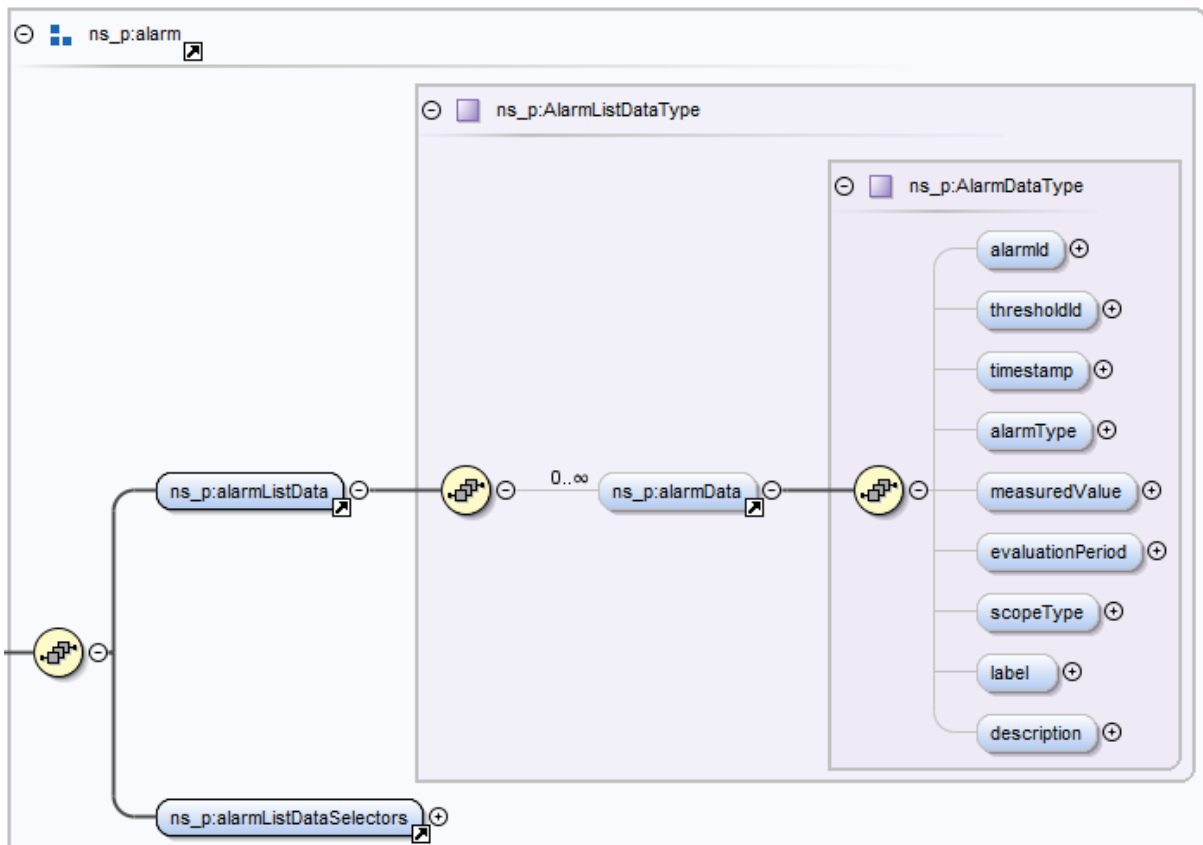 ns_p:alarm
ns_p:AlarmListDataType
ns_p:AlarmDataType
alarmId
thresholdId
timestamp
alarmType
ns_p:alarmListData
0..∞
ns_p:alarmData
measuredValue
evaluationPeriod
scopeType
label
description
ns_p:alarmListDataSelectors